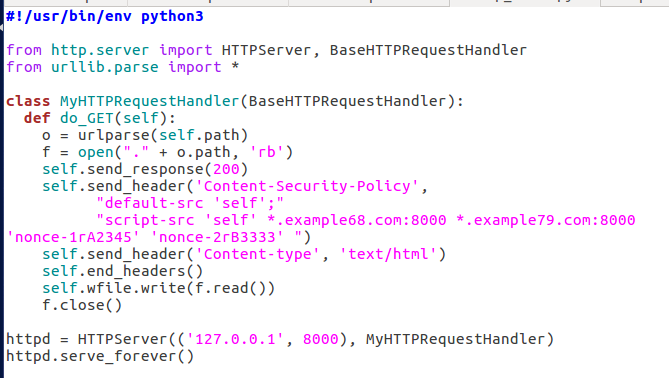 #!/usr/bin/env python3

from http.server import HTTPServer, BaseHTTPRequestHandler
from urllib.parse import *

class MyHTTPRequestHandler(BaseHTTPRequestHandler):
  def do_GET(self):
    o = urlparse(self.path)
    f = open("." + o.path, 'rb')
    self.send_response(200)
    self.send_header('Content-Security-Policy',
          "default-src 'self';"
          "script-src 'self' *.example68.com:8000 *.example79.com:8000
'nonce-1rA2345' 'nonce-2rB3333' ")
    self.send_header('Content-type', 'text/html')
    self.end_headers()
    self.wfile.write(f.read())
    f.close()

httpd = HTTPServer(('127.0.0.1', 8000), MyHTTPRequestHandler)
httpd.serve_forever()